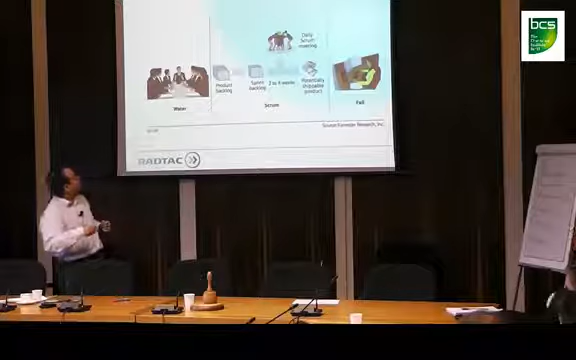 Daily
Scrum
meeting
Product
backlog
Sprint
backlog
2 to 4 weeks
Potentially
shippable
product
Water
Scrum
Fall
Source: Forrester Research, Inc.
RADTAC
bcs